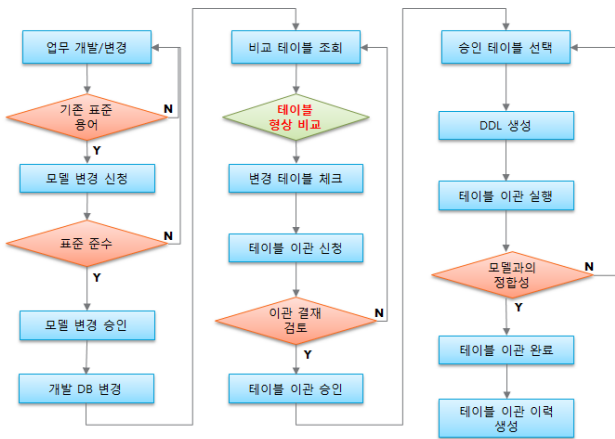 업무 개발/변경
기존 표준
용어
N
Y
모델 변경 신청
표준 준수
N
Y
모델 변경 승인
개발 DB 변경
비교 테이블 조회
테이블
형상 비교
변경 테이블 체크
테이블 이관 신청
이관 결재
검토
N
Y
테이블 이관 승인
승인 테이블 선택
DDL 생성
테이블 이관 실행
모델과의
정합성
N
Y
테이블 이관 완료
테이블 이관 이력
생성